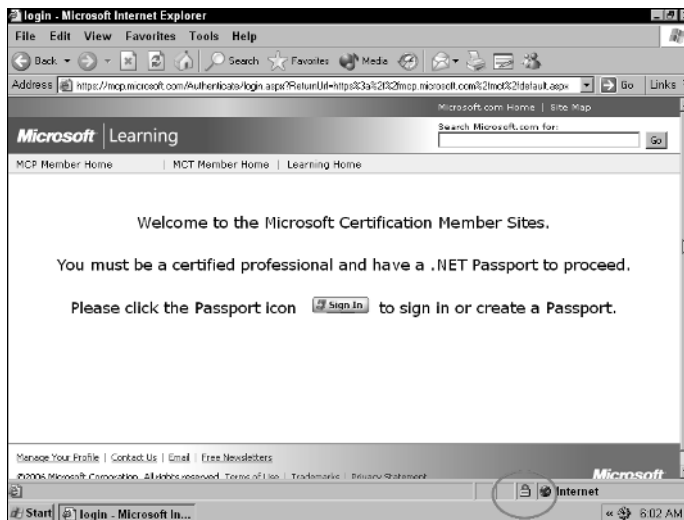 login - Microsoft Internet Explorer
File Edit View Favorites Tools Help
Back Search Favorites Media
Address https://mcp.microsoft.com/Authenticate/login.aspx?ReturnUrl=https%3a%2f%2fmcp.microsoft.com%2fmct%2fdefault.aspx Go Links
Microsoft.com Home | Site Map
Microsoft | Learning
Search Microsoft.com for:
Go
MCP Member Home | MCT Member Home | Learning Home
Welcome to the Microsoft Certification Member Sites.
You must be a certified professional and have a .NET Passport to proceed.
Please click the Passport icon Sign In to sign in or create a Passport.
Manage Your Profile | Contact Us | Email | Free Newsletters
©2006 Microsoft Corporation. All rights reserved. Terms of Use | Trademarks | Privacy Statement
Microsoft
Internet
Start login - Microsoft In... « 6:02 AM